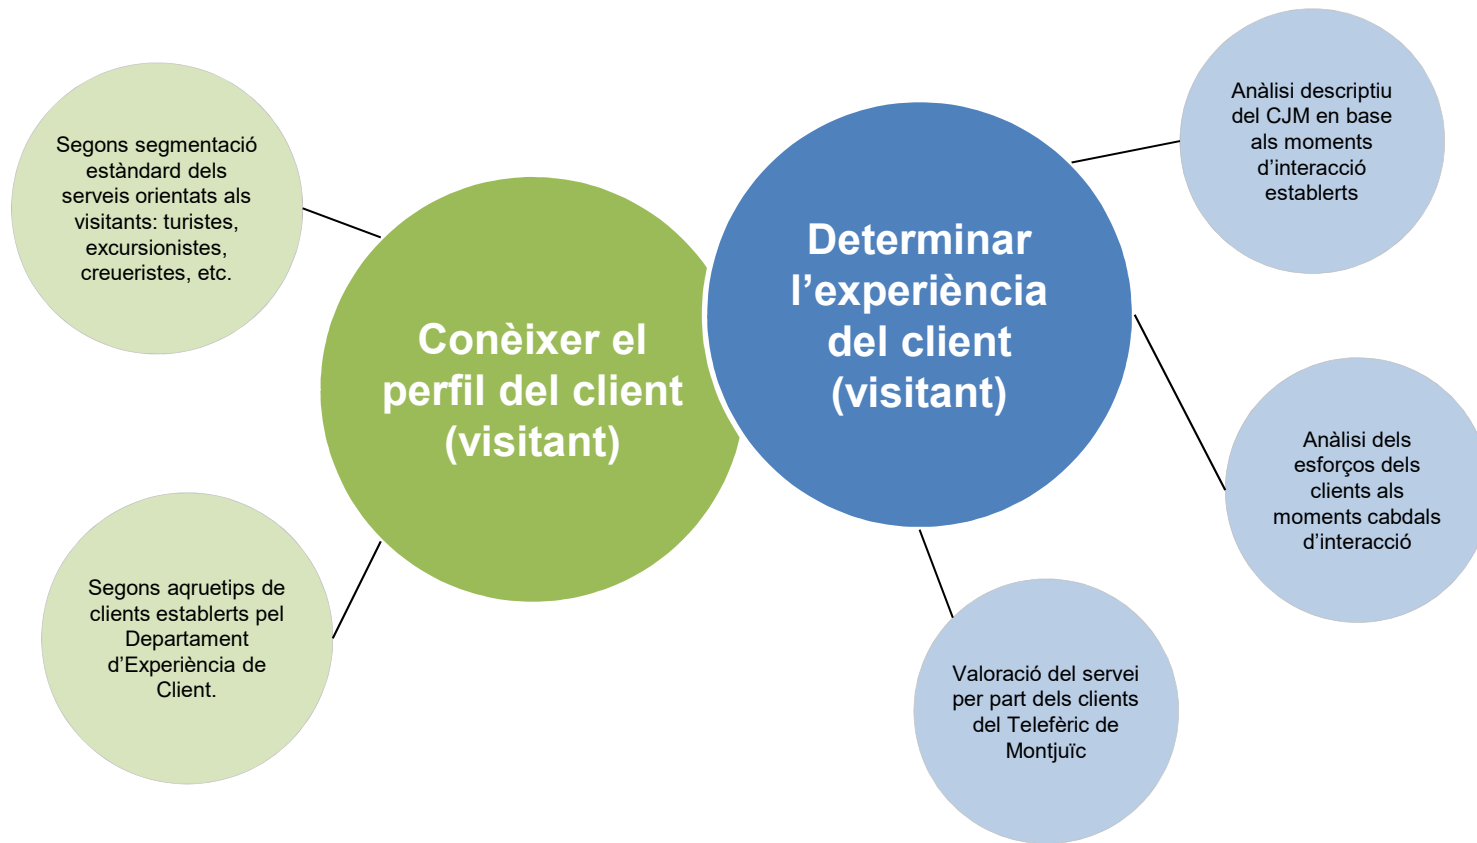 Segons segmentació
estàndard dels
serveis orientats als
visitants: turistes,
excursionistes,
creueristes, etc.
Conèixer el
perfil del client
(visitant)
Segons aqruetips de
clients establerts pel
Departament
d’Experiència de
Client.
Determinar
l’experiència
del client
(visitant)
Anàlisi descriptiu
del CJM en base
als moments
d’interacció
establerts
Anàlisi dels
esforços dels
clients als
moments cabdals
d’interacció
Valoració del servei
per part dels clients
del Telefèric de
Montjuïc